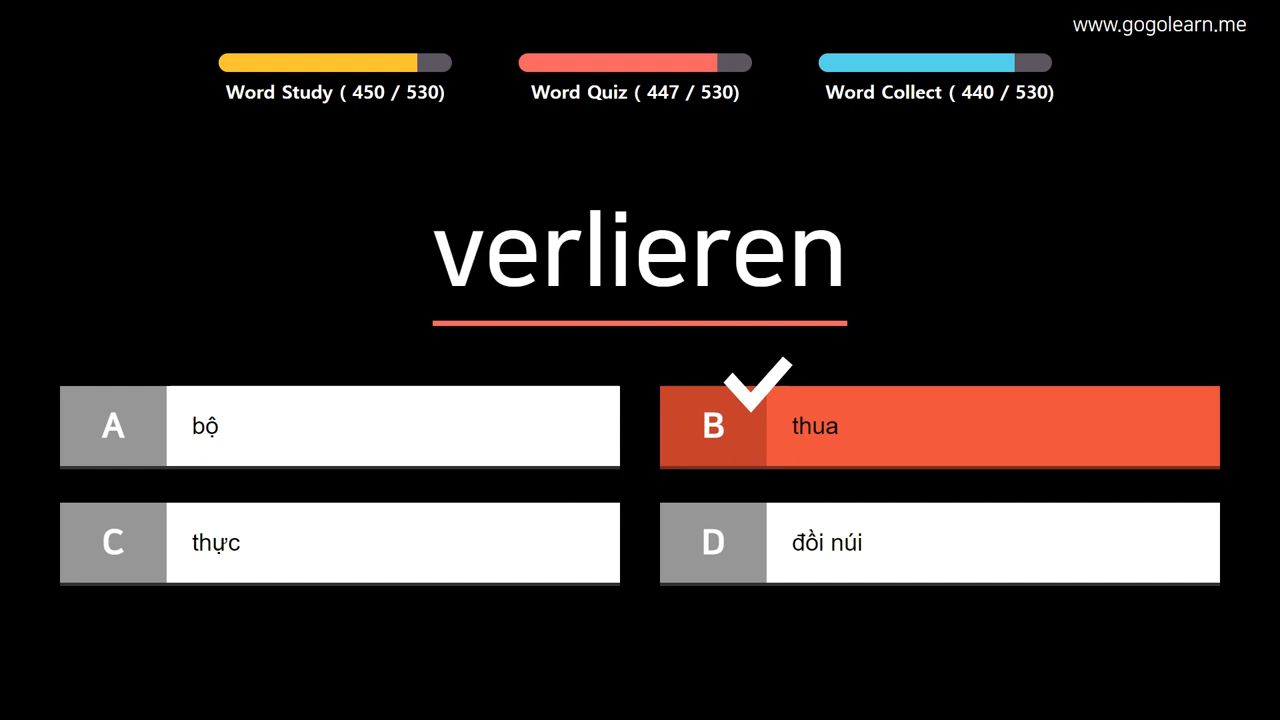 www.gogolearn.me
Word Study ( 450 / 530)
Word Quiz ( 447 / 530)
Word Collect ( 440 / 530)
verlieren
A bộ
B thua
C thực
D đồi núi